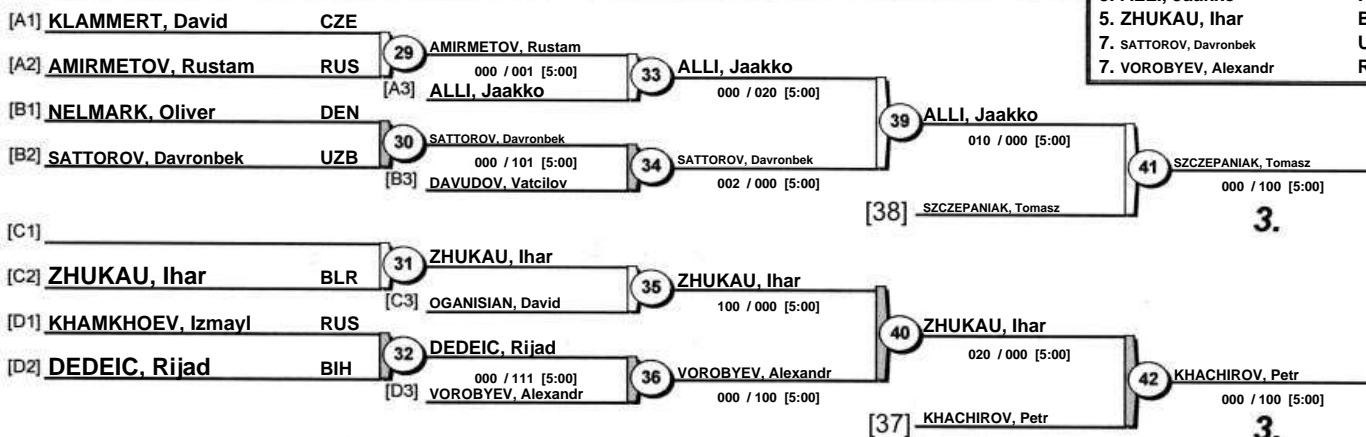 [A1] KLAMMERT, David CZE
[A2] AMIRMETOV, Rustam RUS
29
AMIRMETOV, Rustam
000 / 001 [5:00]
[A3] ALLI, Jaakko
[B1] NELMARK, Oliver DEN
[B2] SATTOROV, Davronbek UZB
30
SATTOROV, Davronbek
000 / 101 [5:00]
[B3] DAVUDOV, Vatcilov
33
ALLI, Jaakko
000 / 020 [5:00]
34
SATTOROV, Davronbek
002 / 000 [5:00]
39
ALLI, Jaakko
010 / 000 [5:00]
[38] SZCZEPANIAK, Tomasz
41
SZCZEPANIAK, Tomasz
000 / 100 [5:00]
3.
5. ZHUKAU, Ihar
7. SATTOROV, Davronbek
7. VOROBYEV, Alexandr
[C1]
[C2] ZHUKAU, Ihar BLR
31
ZHUKAU, Ihar
[C3] OGANISIAN, David
[D1] KHAMKHOEV, Izmayl RUS
[D2] DEDEIC, Rijad BIH
32
DEDEIC, Rijad
000 / 111 [5:00]
[D3] VOROBYEV, Alexandr
35
ZHUKAU, Ihar
100 / 000 [5:00]
36
VOROBYEV, Alexandr
000 / 100 [5:00]
40
ZHUKAU, Ihar
020 / 000 [5:00]
[37] KHACHIROV, Petr
42
KHACHIROV, Petr
000 / 100 [5:00]
3.